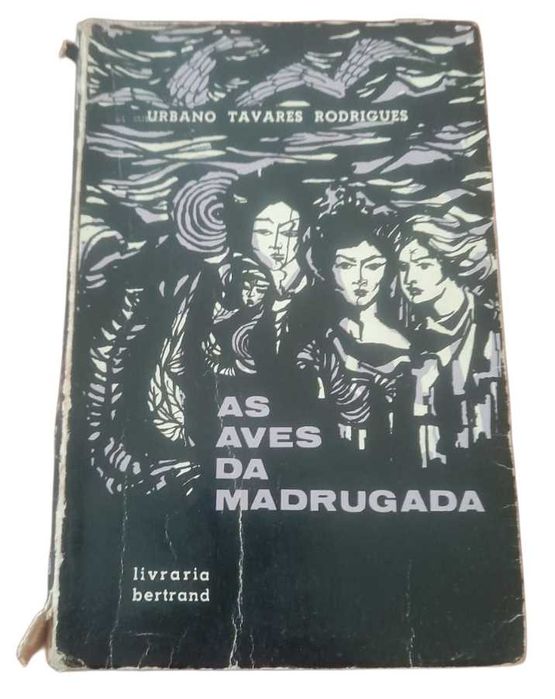 URBANO TAVARES RODRIGUES
AS
AVES
DA
MADRUGADA
livraria
bertrand